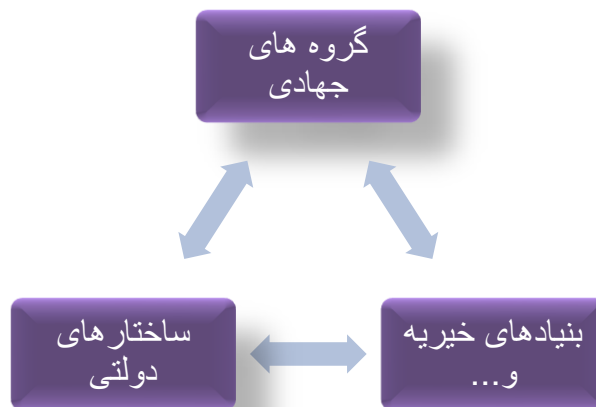 گروه های
جهادی
ساختارهای
دولتی
بنیادهای خیریه
و...